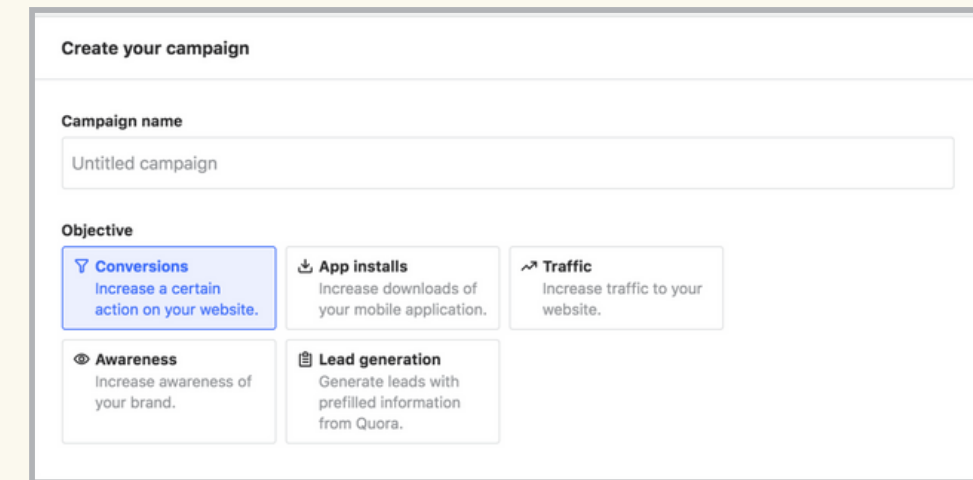 Create your campaign
Campaign name
Untitled campaign
Objective
Conversions
Increase a certain
action on your website.
App installs
Increase downloads of
your mobile application.
Traffic
Increase traffic to your
website.
Awareness
Increase awareness of
your brand.
Lead generation
Generate leads with
prefilled information
from Quora.